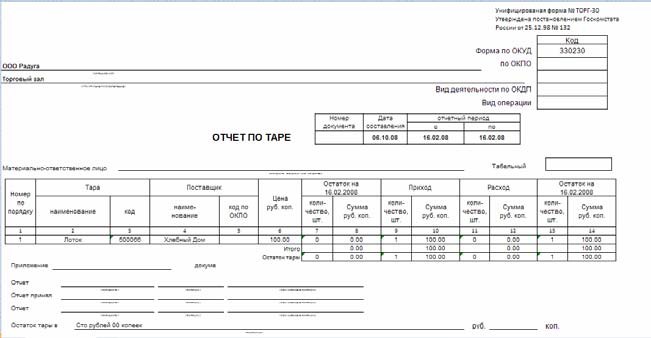 Унифицированая форма № ТОРГ-30
Утверждена постановлением Госкомстата
России от 25.12.98 № 132
Код
Форма по ОКУД 330230
ООО Радуга по ОКПО
Торговый зал
Вид деятельности по ОКДП
Вид операции
Номер документа Дата составления отчетный период
с по
ОТЧЕТ ПО ТАРЕ 06.10.08 16.02.08 16.02.08
Материально-ответственное лицо Табельный
Номер по порядку Тара Поставщик Цена руб. коп. Остаток на 16.02.2008 Приход Расход Остаток на 16.02.2008
наименование код наиме-нование код по ОКПО коли-чество, шт. Сумма руб. коп. коли-чество, шт. Сумма руб. коп. коли-чество, шт. Сумма руб. коп. коли-чество, шт. Сумма руб. коп.
1 2 3 4 5 6 7 8 9 10 11 12 13 14
1 Лоток 600066 Хлебный Дом 100.00 0 0.00 1 100.00 0 0.00 1 100.00
Итого 0.00 100.00 0.00 100.00
Остаток тары 0 0.00 1 100.00 0 0.00 1 100.00
Приложение докуме
Отчет
Отчет принял
Отчет
Остаток тары в Сто рублей 00 копеек руб. коп.